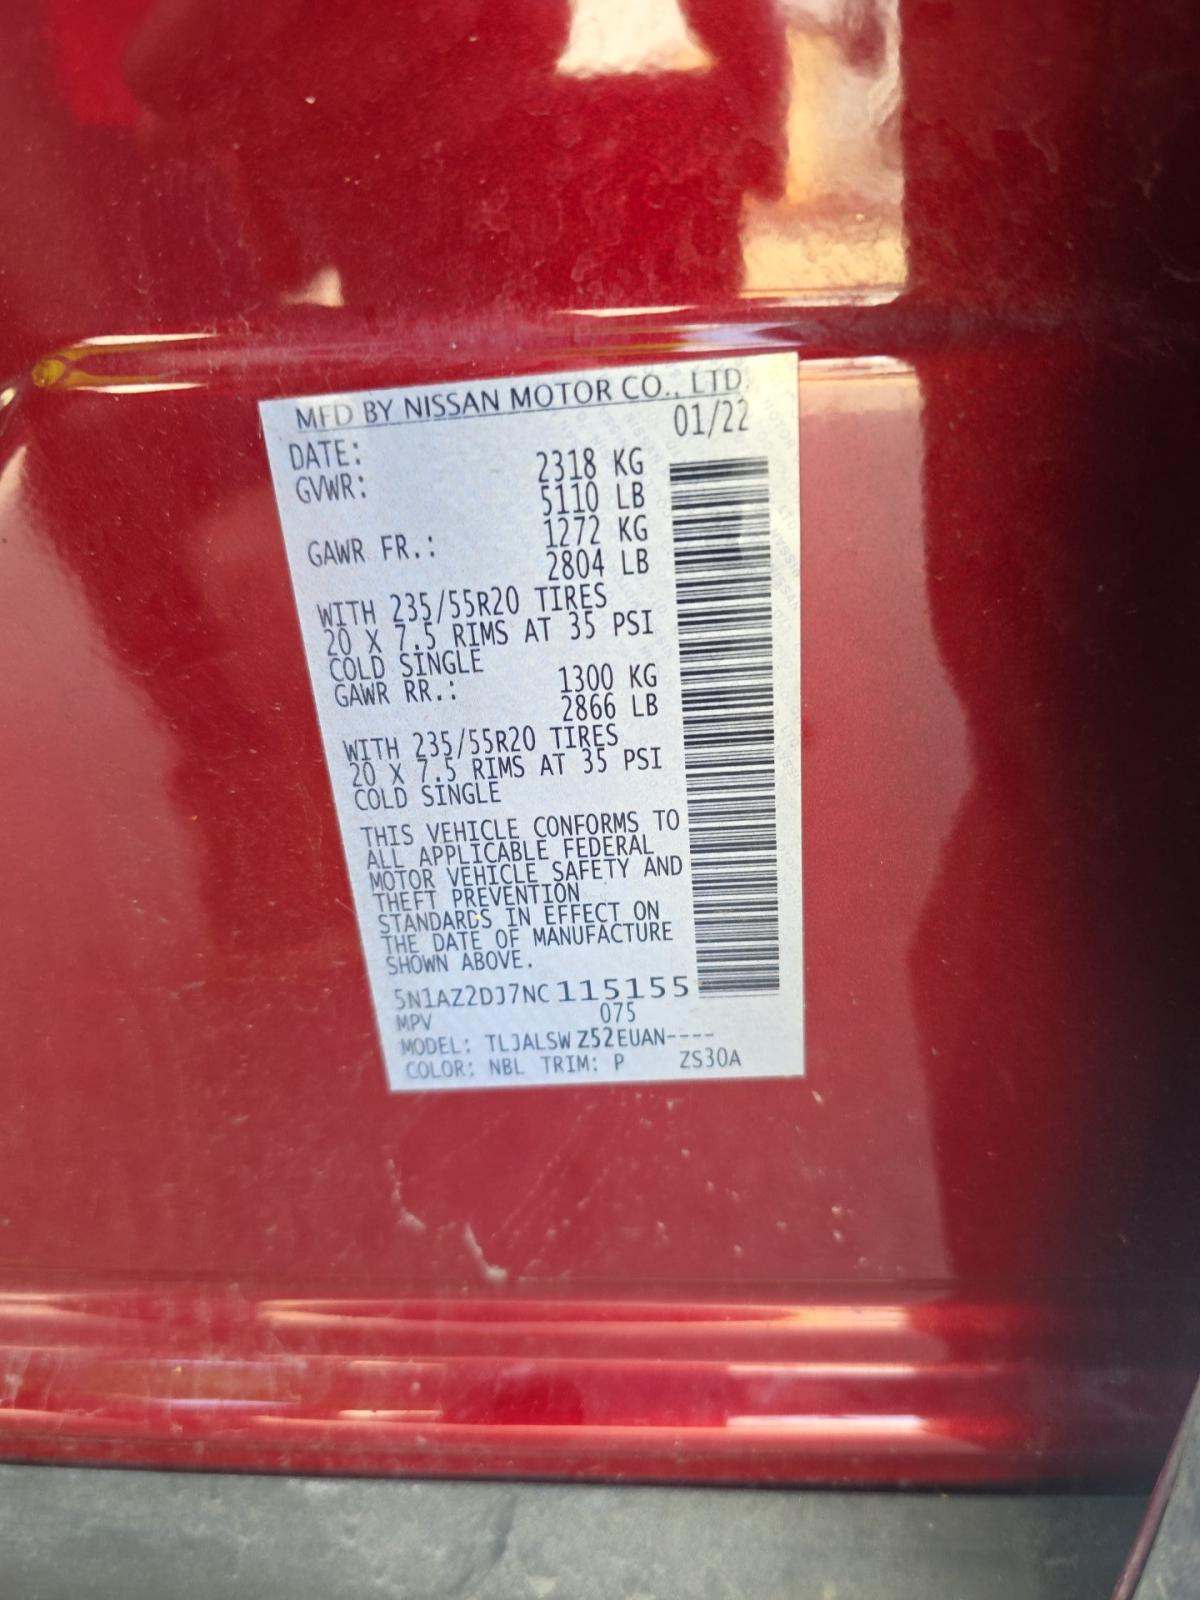 MFD BY NISSAN MOTOR CO., LTD.
DATE: 01/22
GVWR: 2318 KG
5110 LB
GAWR FR.: 1272 KG
2804 LB
WITH 235/55R20 TIRES
20 X 7.5 RIMS AT 35 PSI
COLD SINGLE
GAWR RR.: 1300 KG
2866 LB
WITH 235/55R20 TIRES
20 X 7.5 RIMS AT 35 PSI
COLD SINGLE
THIS VEHICLE CONFORMS TO
ALL APPLICABLE FEDERAL
MOTOR VEHICLE SAFETY AND
THEFT PREVENTION
STANDARDS IN EFFECT ON
THE DATE OF MANUFACTURE
SHOWN ABOVE.
5N1AZ2DJ7NC115155
MPV 075
MODEL: TLJALSWZ52EUAN----
COLOR: NBL TRIM: P ZS30A